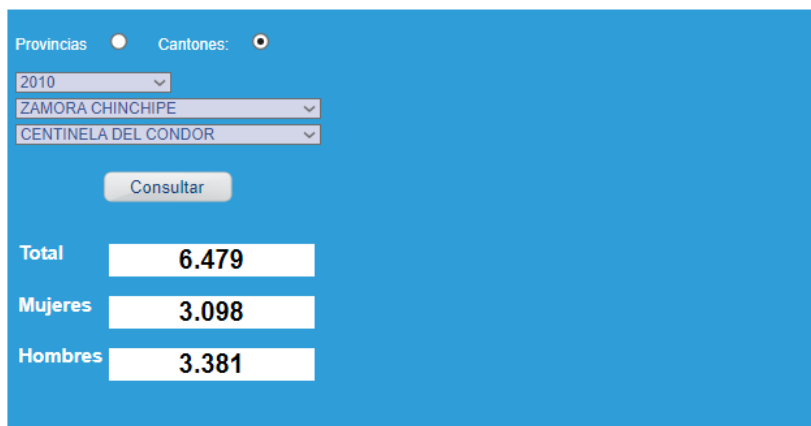 Provincias Cantones:
2010
ZAMORA CHINCHIPE
CENTINELA DEL CONDOR
Consultar
Total 6.479
Mujeres 3.098
Hombres 3.381